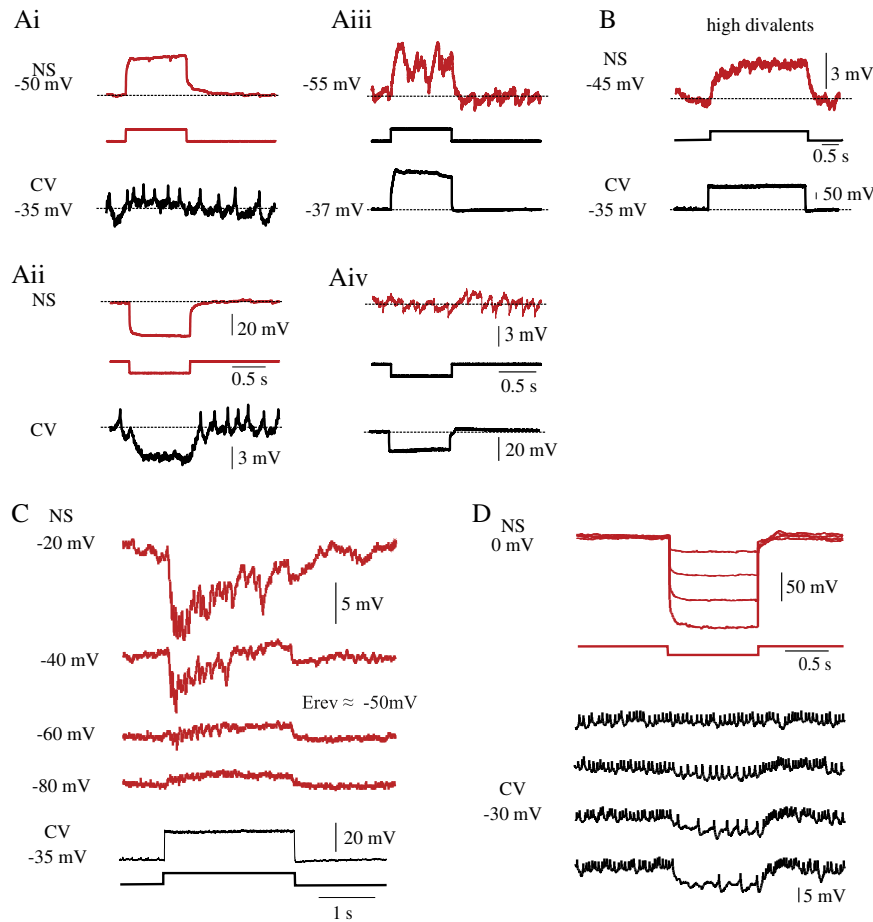 Ai
NS
-50 mV
CV
-35 mV
Aii
NS
20 mV
0.5 s
CV
3 mV
Aiii
-55 mV
-37 mV
Aiv
3 mV
0.5 s
20 mV
B
high divalents
NS
-45 mV
3 mV
0.5 s
CV
-35 mV
50 mV
C
NS
-20 mV
5 mV
-40 mV
Erev ≈ -50mV
-60 mV
-80 mV
CV
-35 mV
20 mV
1 s
D
NS
0 mV
50 mV
0.5 s
CV
-30 mV
5 mV